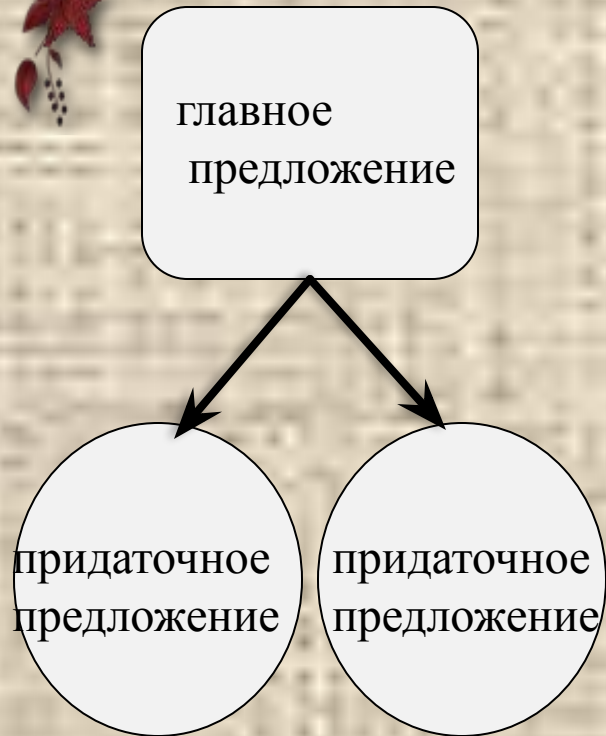 главное
предложение
придаточное
предложение
придаточное
предложение